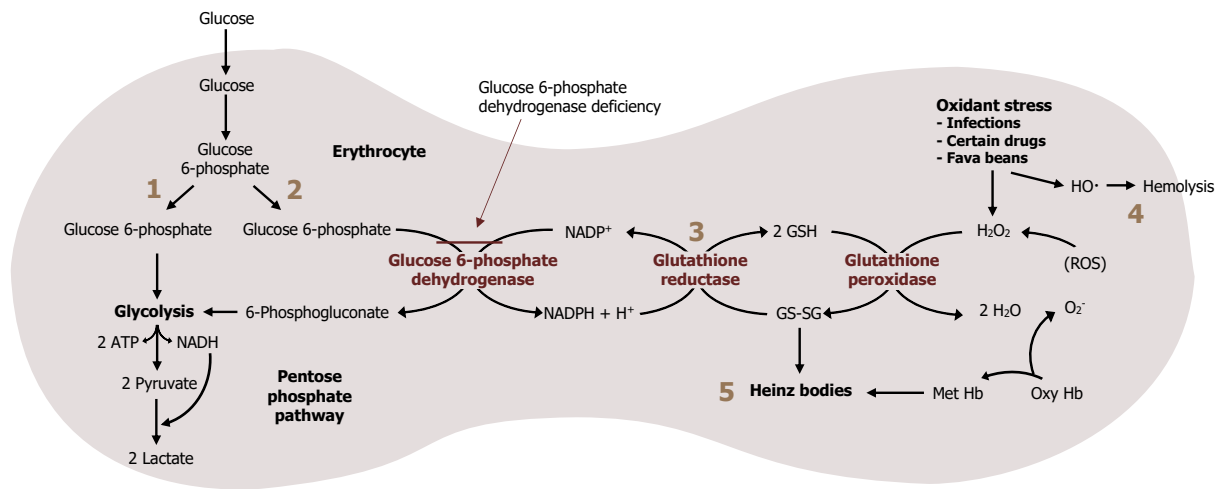 Glucose
Glucose
Glucose
6-phosphate
1
2
Glucose 6-phosphate
Glucose 6-phosphate
Glycolysis
2 ATP
NADH
2 Pyruvate
2 Lactate
Erythrocyte
Pentose
phosphate
pathway
Glucose 6-phosphate
dehydrogenase deficiency
Glucose 6-phosphate
dehydrogenase
6-Phosphogluconate
NADP⁺
NADPH + H⁺
3
Glutathione
reductase
2 GSH
GS-SG
Glutathione
peroxidase
5
Heinz bodies
Oxidant stress
- Infections
- Certain drugs
- Fava beans
HO·
Hemolysis
4
H₂O₂
(ROS)
2 H₂O
O₂⁻
Met Hb
Oxy Hb